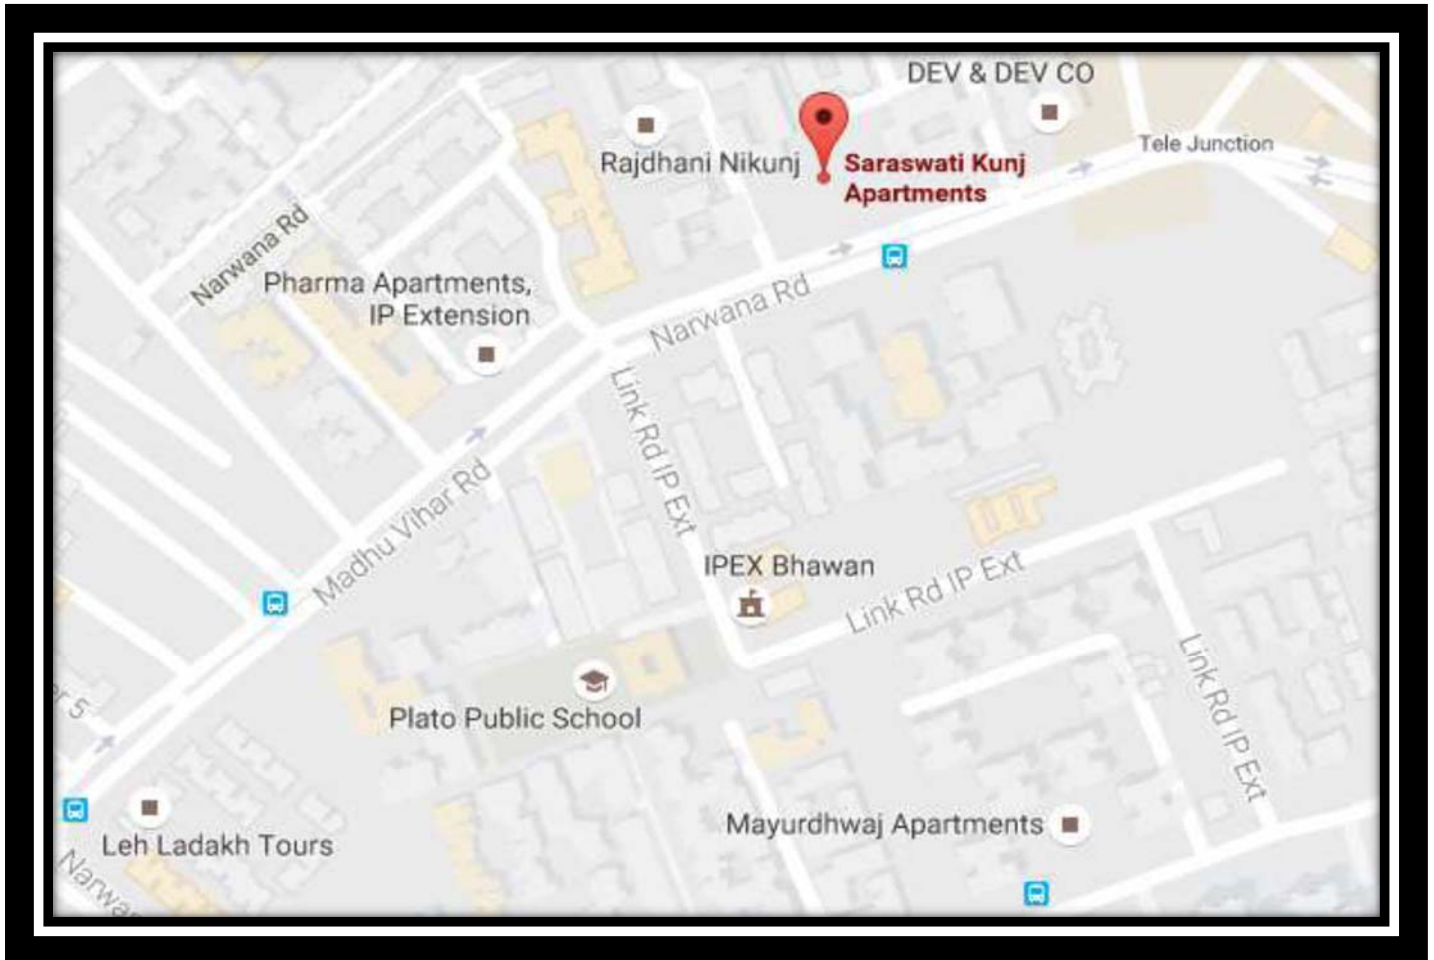 DEV & DEV CO
Tele Junction
Rajdhani Nikunj
Saraswati Kunj
Apartments
Narwana Rd
Pharma Apartments,
IP Extension
Narwana Rd
Link Rd IP Ext
Madhu Vihar Rd
IPEX Bhawan
Link Rd IP Ext
Link Rd IP Ext
Plato Public School
Mayurdhwaj Apartments
Leh Ladakh Tours